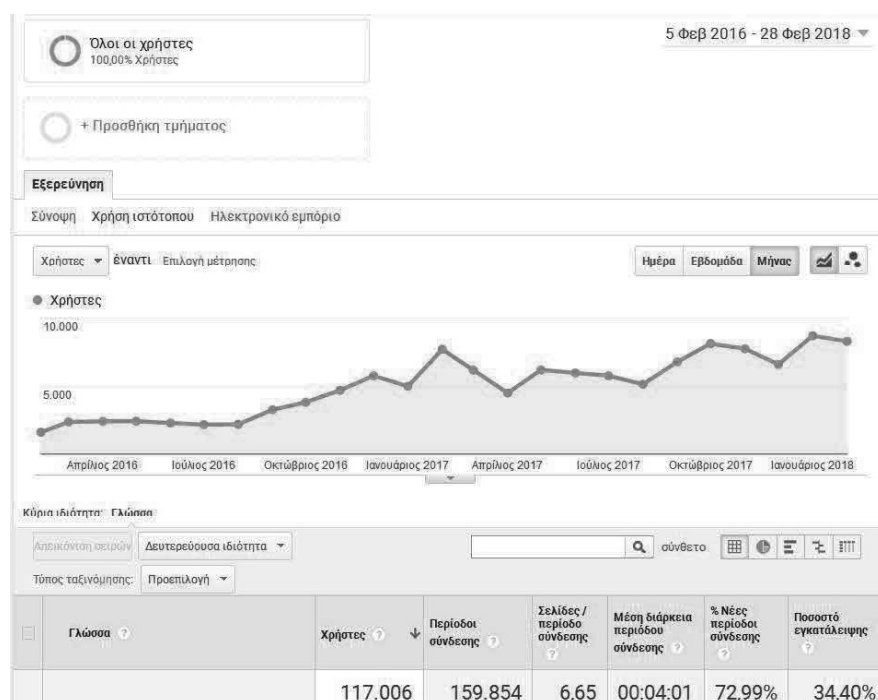 Όλοι οι χρήστες
100,00% Χρήστες
5 Φεβ 2016 - 28 Φεβ 2018
+ Προσθήκη τμήματος
Εξερεύνηση
Σύνοψη Χρήση ιστότοπου Ηλεκτρονικό εμπόριο
Χρήστες έναντι Επιλογή μέτρησης
Ημέρα Εβδομάδα Μήνας
Χρήστες
10.000
5.000
Απρίλιος 2016 Ιούλιος 2016 Οκτώβριος 2016 Ιανουάριος 2017 Απρίλιος 2017 Ιούλιος 2017 Οκτώβριος 2017 Ιανουάριος 2018
Κύρια ιδιότητα: Γλώσσα
Απεικόνιση σειρών Δευτερεύουσα ιδιότητα
σύνθετο
Τύπος ταξινόμησης: Προεπιλογή
Γλώσσα ?
Χρήστες ?
Περίοδοι
σύνδεσης ?
Σελίδες /
περίοδο
σύνδεσης
?
Μέση διάρκεια
περιόδου
σύνδεσης ?
% Νέες
περίοδοι
σύνδεσης
?
Ποσοστό
εγκατάλειψης
?
117.006 159.854 6,65 00:04:01 72,99% 34,40%